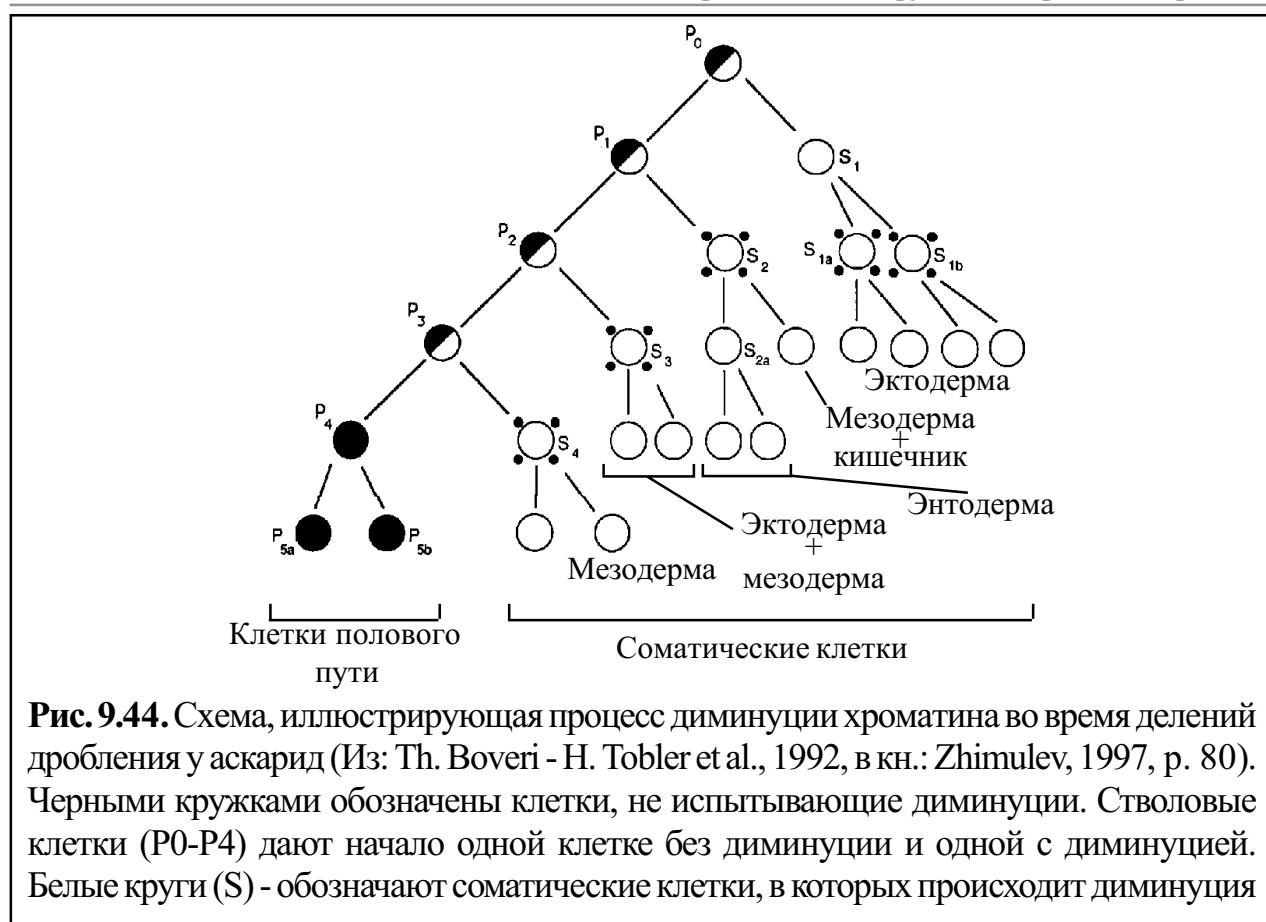 P0
P1
S1
P2
S2
S1a
S1b
P3
S3
S2a
Эктодерма
P4
S4
Мезодерма
+
кишечник
Энтодерма
P5a
P5b
Эктодерма
+
мезодерма
Мезодерма
Клетки полового
пути
Соматические клетки
Рис. 9.44. Схема, иллюстрирующая процесс диминуции хроматина во время делений
дробления у аскарид (Из: Th. Boveri - H. Tobler et al., 1992, в кн.: Zhimulev, 1997, p. 80).
Черными кружками обозначены клетки, не испытывающие диминуции. Стволовые
клетки (P0-P4) дают начало одной клетке без диминуции и одной с диминуцией.
Белые круги (S) - обозначают соматические клетки, в которых происходит диминуция